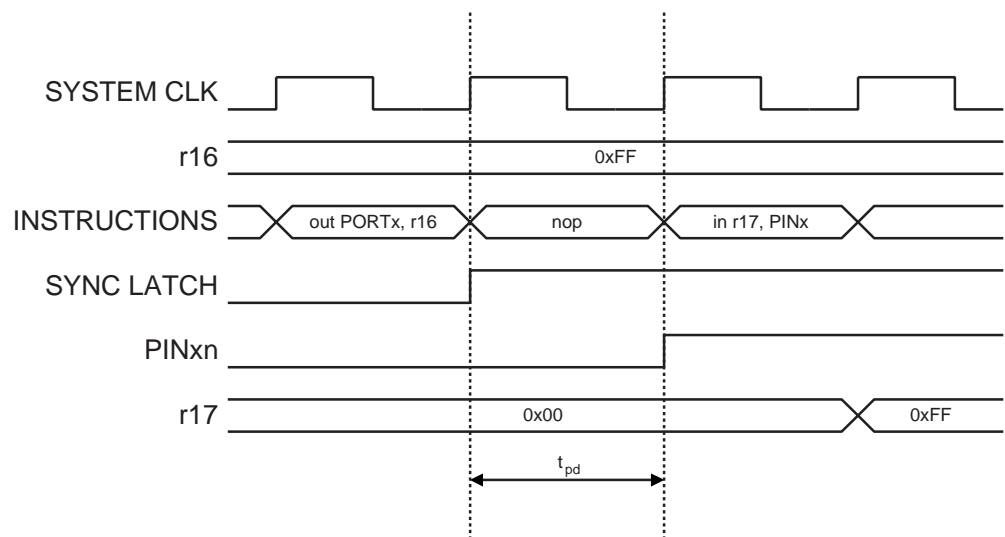 SYSTEM CLK
r16
0xFF
INSTRUCTIONS
out PORTx, r16
nop
in r17, PINx
SYNC LATCH
PINxn
r17
0x00
0xFF
tpd